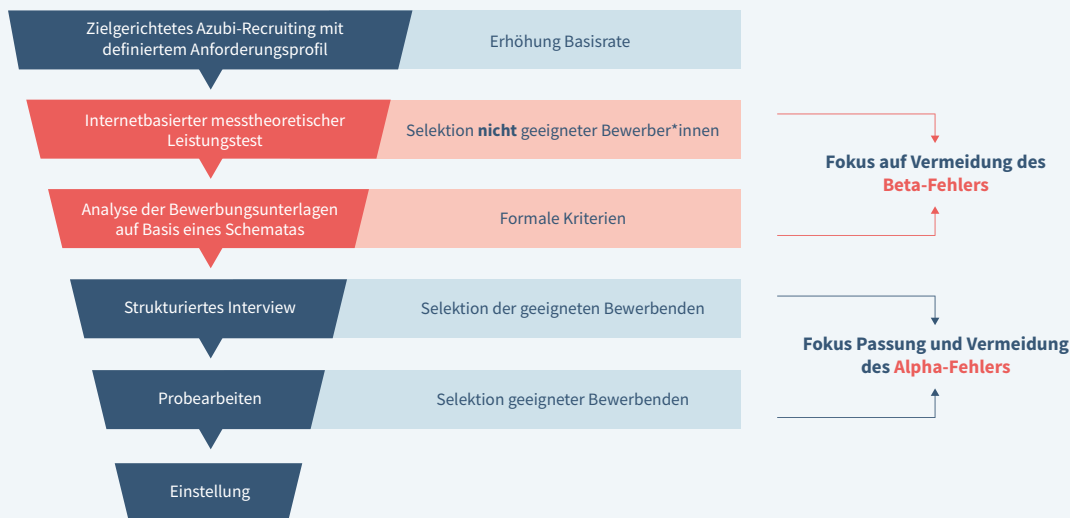 Zielgerichtetes Azubi-Recruiting mit
definiertem Anforderungsprofil
Erhöhung Basisrate
Internetbasierter messtheoretischer
Leistungstest
Selektion nicht geeigneter Bewerber*innen
Fokus auf Vermeidung des
Beta-Fehlers
Analyse der Bewerbungsunterlagen
auf Basis eines Schematas
Formale Kriterien
Strukturiertes Interview
Selektion der geeigneten Bewerbenden
Fokus Passung und Vermeidung
des Alpha-Fehlers
Probearbeiten
Selektion geeigneter Bewerbenden
Einstellung